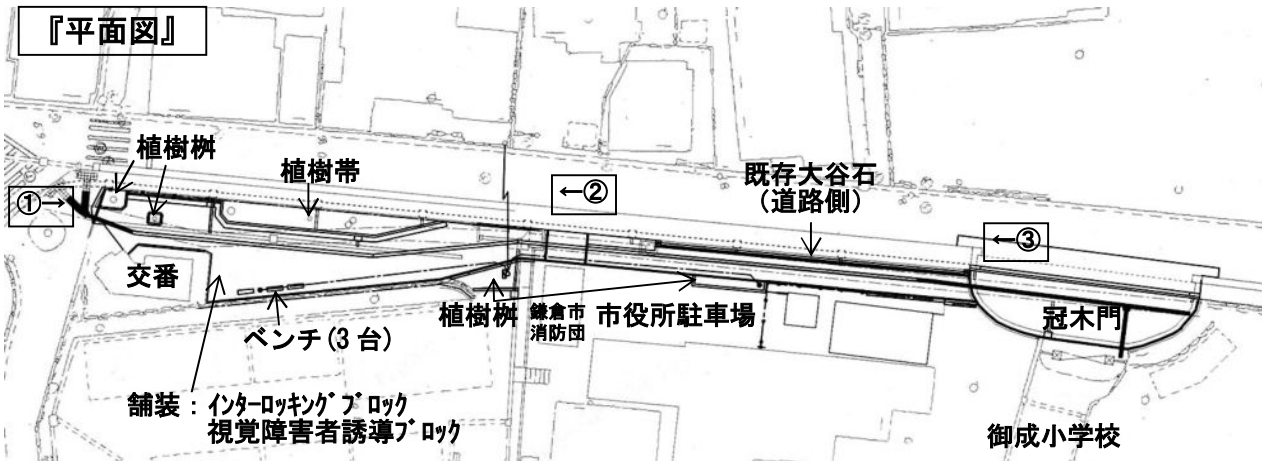 『平面図』
植樹桝
植樹帯
既存大谷石
(道路側)
①→
←②
←③
交番
ベンチ(3台)
植樹桝
鎌倉市
消防団
市役所駐車場
冠木門
舗装:インターロッキングブロック
視覚障害者誘導ブロック
御成小学校